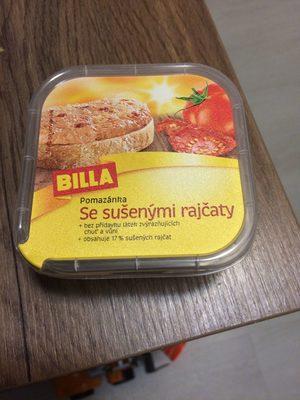 BILLA
Pomazánka
Se sušenými rajčaty
• bez přídavku látek zvýrazňujících
chuť a vůni
• obsahuje 17 % sušených rajčat